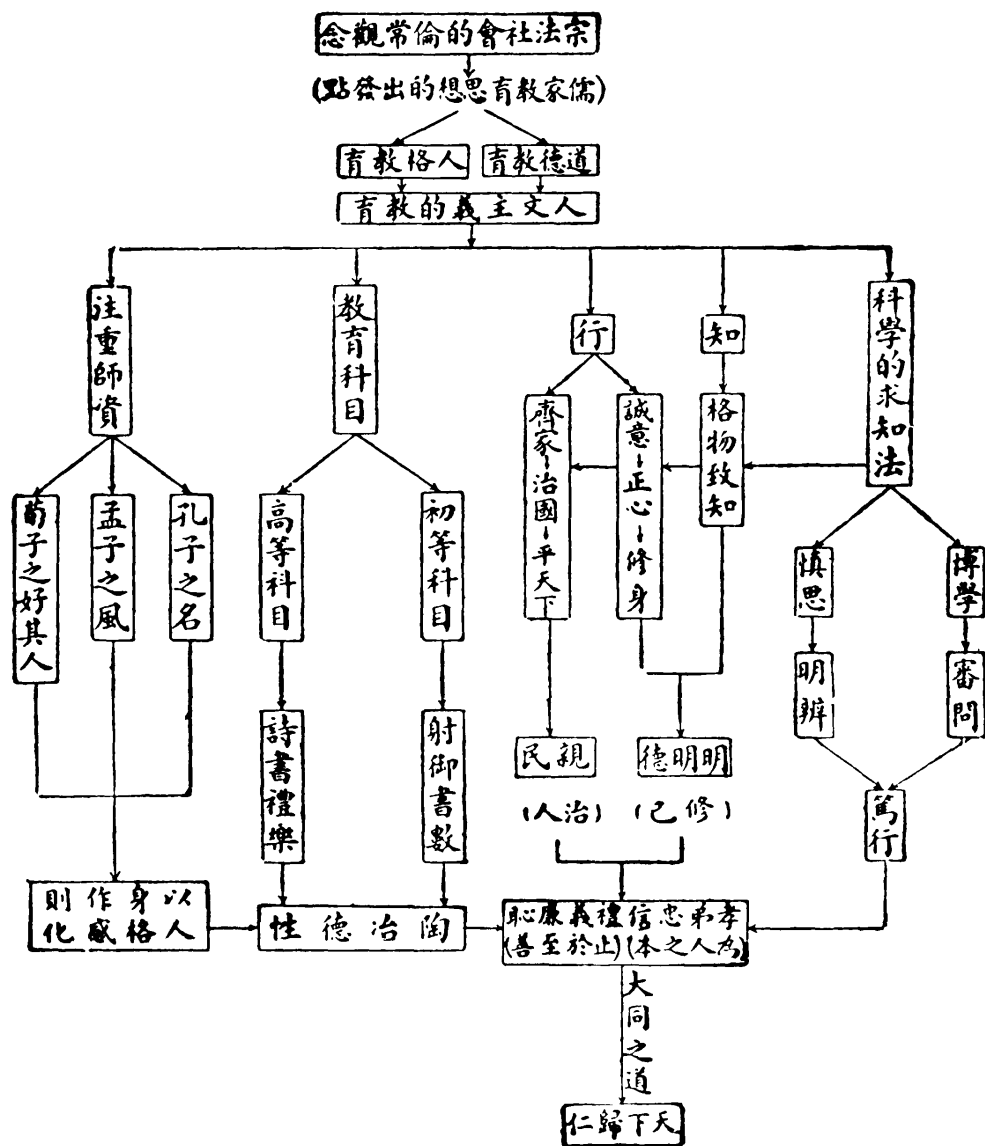 宗法社會的倫常觀念
(儒家教育思想的出發點)
道德教育
人格教育
人文主義的教育
科學的求知法
知
行
教育科目
注重師資
格物致知
誠意-正心-修身
齊家-治國-平天下
初等科目
高等科目
孔子之名
孟子之風
荀子之好其人
博學
慎思
審問
明辨
射御書數
詩書禮樂
明明德
親民
(修己)
(治人)
篤行
孝弟忠信禮義廉恥
(為人之本)(止於至善)
陶冶德性
以身作則
人格感化
大同之道
天下歸仁